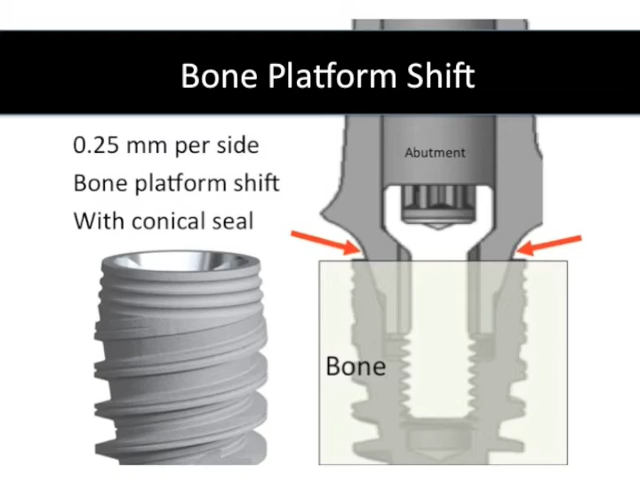 Bone Platform Shift
0.25 mm per side
Bone platform shift
With conical seal
Abutment
Bone